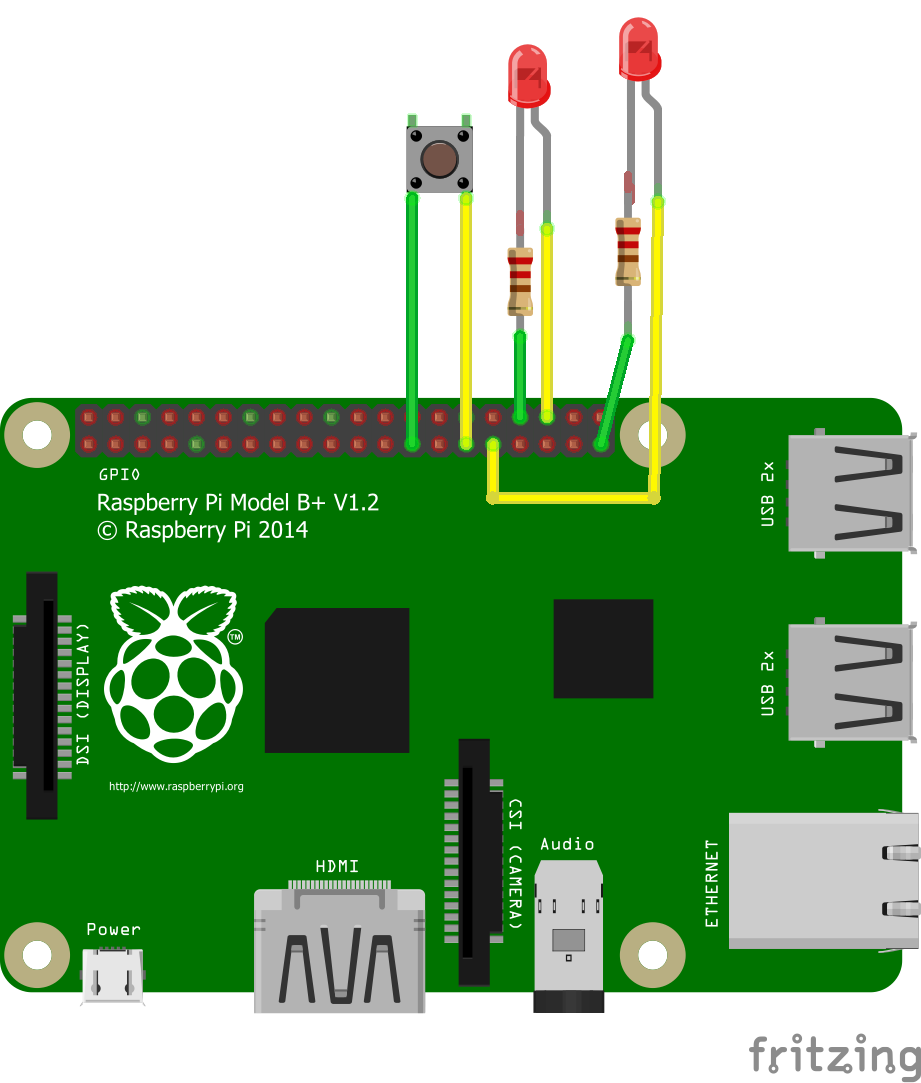 GPIO
Raspberry Pi Model B+ V1.2
© Raspberry Pi 2014
USB 2x
DSI (DISPLAY)
TM
USB 2x
http://www.raspberrypi.org
CSI (CAMERA)
Audio
ETHERNET
HDMI
Power
fritzing